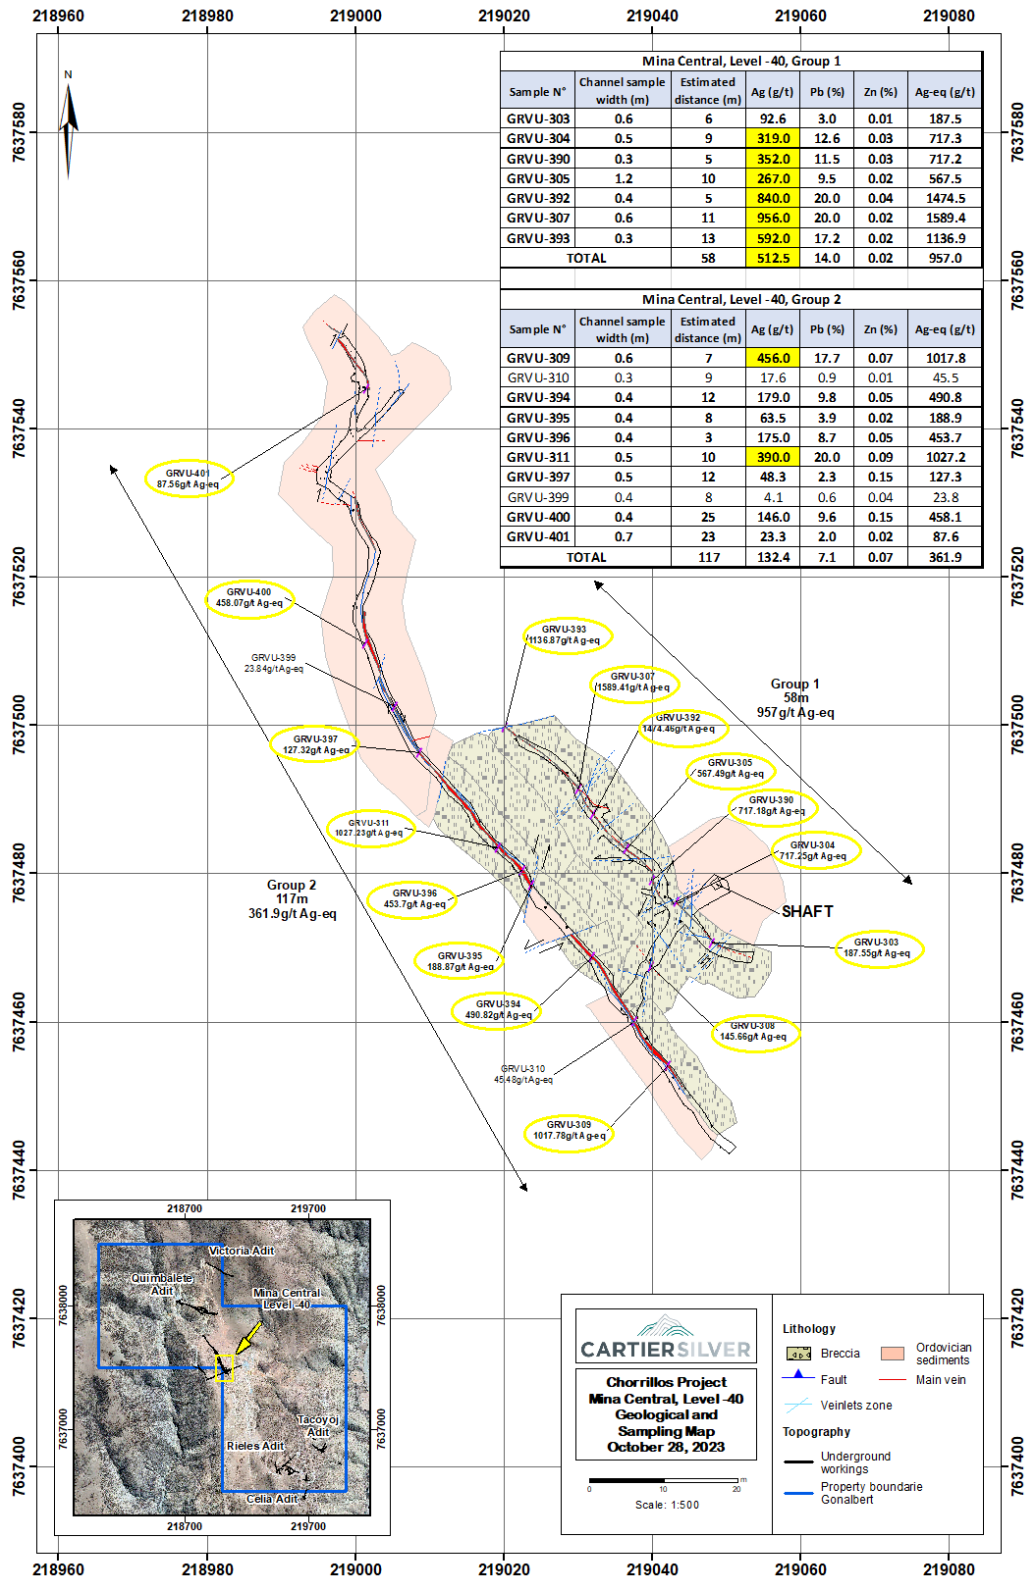 218960 218980 219000 219020 219040 219060 219080
N
7637580
7637560
7637540
7637520
7637500
7637480
7637460
7637440
7637420
7637400
7637580
7637560
7637540
7637520
7637500
7637480
7637460
7637440
7637420
7637400
Mina Central, Level -40, Group 1
Sample N° Channel sample width (m) Estimated distance (m) Ag (g/t) Pb (%) Zn (%) Ag-eq (g/t)
GRVU-303 0.6 6 92.6 3.0 0.01 187.5
GRVU-304 0.5 9 319.0 12.6 0.03 717.3
GRVU-390 0.3 5 352.0 11.5 0.03 717.2
GRVU-305 1.2 10 267.0 9.5 0.02 567.5
GRVU-392 0.4 5 840.0 20.0 0.04 1474.5
GRVU-307 0.6 11 956.0 20.0 0.02 1589.4
GRVU-393 0.3 13 592.0 17.2 0.02 1136.9
TOTAL 58 512.5 14.0 0.02 957.0
Mina Central, Level -40, Group 2
Sample N° Channel sample width (m) Estimated distance (m) Ag (g/t) Pb (%) Zn (%) Ag-eq (g/t)
GRVU-309 0.6 7 456.0 17.7 0.07 1017.8
GRVU-310 0.3 9 17.6 0.9 0.01 45.5
GRVU-394 0.4 12 179.0 9.8 0.05 490.8
GRVU-395 0.4 8 63.5 3.9 0.02 188.9
GRVU-396 0.4 3 175.0 8.7 0.05 453.7
GRVU-311 0.5 10 390.0 20.0 0.09 1027.2
GRVU-397 0.5 12 48.3 2.3 0.15 127.3
GRVU-399 0.4 8 4.1 0.6 0.04 23.8
GRVU-400 0.4 25 146.0 9.6 0.15 458.1
GRVU-401 0.7 23 23.3 2.0 0.02 87.6
TOTAL 117 132.4 7.1 0.07 361.9
GRVU-401
87.56g/t Ag-eq
GRVU-400
458.07g/t Ag-eq
GRVU-399
23.84g/t Ag-eq
GRVU-397
127.32g/t Ag-eq
GRVU-311
1027.23g/t Ag-eq
GRVU-396
453.7g/t Ag-eq
GRVU-395
188.87g/t Ag-eq
GRVU-394
490.82g/t Ag-eq
GRVU-310
45.48g/t Ag-eq
GRVU-309
1017.78g/t Ag-eq
GRVU-393
1136.87g/t Ag-eq
GRVU-307
1589.41g/t Ag-eq
GRVU-392
1474.46g/t Ag-eq
GRVU-305
567.49g/t Ag-eq
GRVU-390
717.18g/t Ag-eq
GRVU-304
717.25g/t Ag-eq
SHAFT
GRVU-303
187.55g/t Ag-eq
GRVU-308
145.66g/t Ag-eq
Group 1
58m
957g/t Ag-eq
Group 2
117m
361.9g/t Ag-eq
218700 219700
Victoria Adit
Quimbalete
Adit
Mina Central
Level -40
Tacoyoj
Adit
Rieles Adit
Celia Adit
7638000
7637000
7638000
7637000
218700 219700
CARTIER SILVER
Chorrillos Project
Mina Central, Level -40
Geological and
Sampling Map
October 28, 2023
m
0 10 20
Scale: 1:500
Lithology
Breccia
Ordovician
sediments
Fault
Main vein
Veinlets zone
Topography
Underground
workings
Property boundarie
Gonalbert
218960 218980 219000 219020 219040 219060 219080